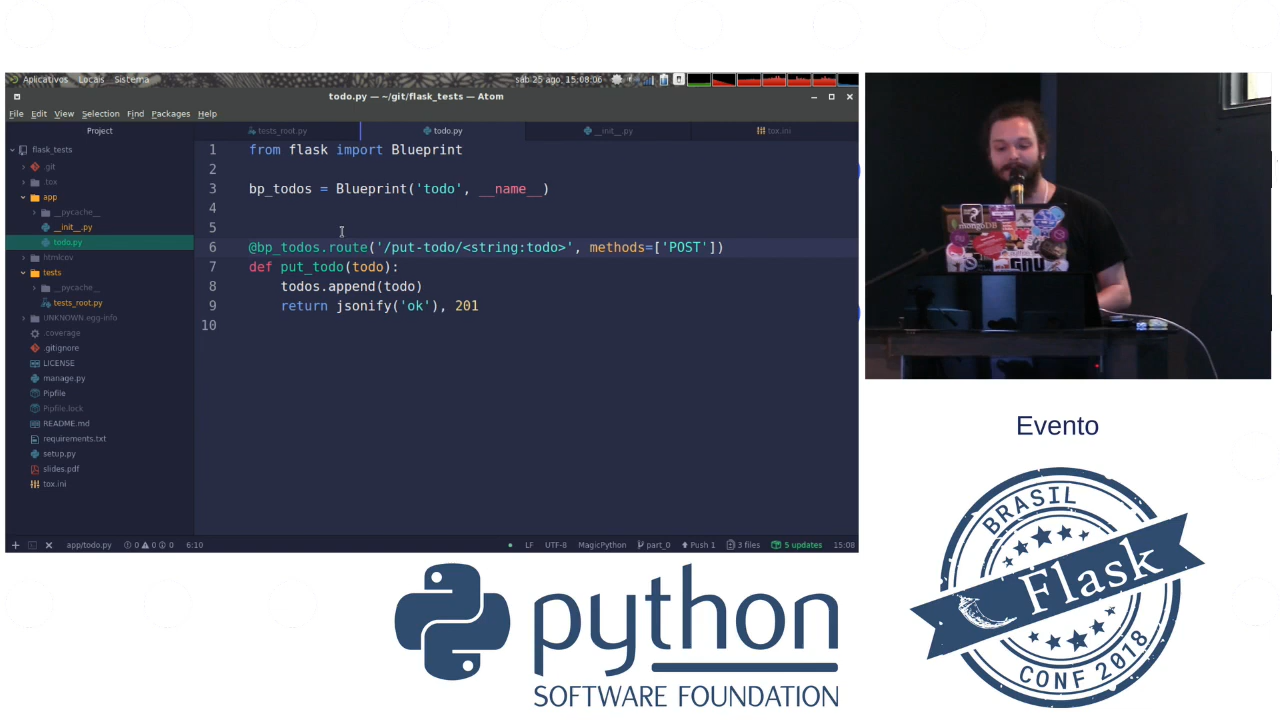 Aplicativos Locais Sistema
sáb 25 ago, 15:08:06
todo.py — ~/git/flask_tests — Atom
File Edit View Selection Find Packages Help
Project
tests_root.py
todo.py
__init__.py
tox.ini
flask_tests
.git
.tox
app
__pycache__
__init__.py
todo.py
htmlcov
tests
__pycache__
tests_root.py
UNKNOWN.egg-info
.coverage
.gitignore
LICENSE
manage.py
Pipfile
Pipfile.lock
README.md
requirements.txt
setup.py
slides.pdf
tox.ini
1 from flask import Blueprint
2
3 bp_todos = Blueprint('todo', __name__)
4
5
6 @bp_todos.route('/put-todo/<string:todo>', methods=['POST'])
7 def put_todo(todo):
8 todos.append(todo)
9 return jsonify('ok'), 201
10
app/todo.py 0 0 0 6:10
LF UTF-8 MagicPython part_0 Push 1 3 files 5 updates 15:08
mongoDB
GNU
Evento
BRASIL
Flask
CONF 2018
python
SOFTWARE FOUNDATION